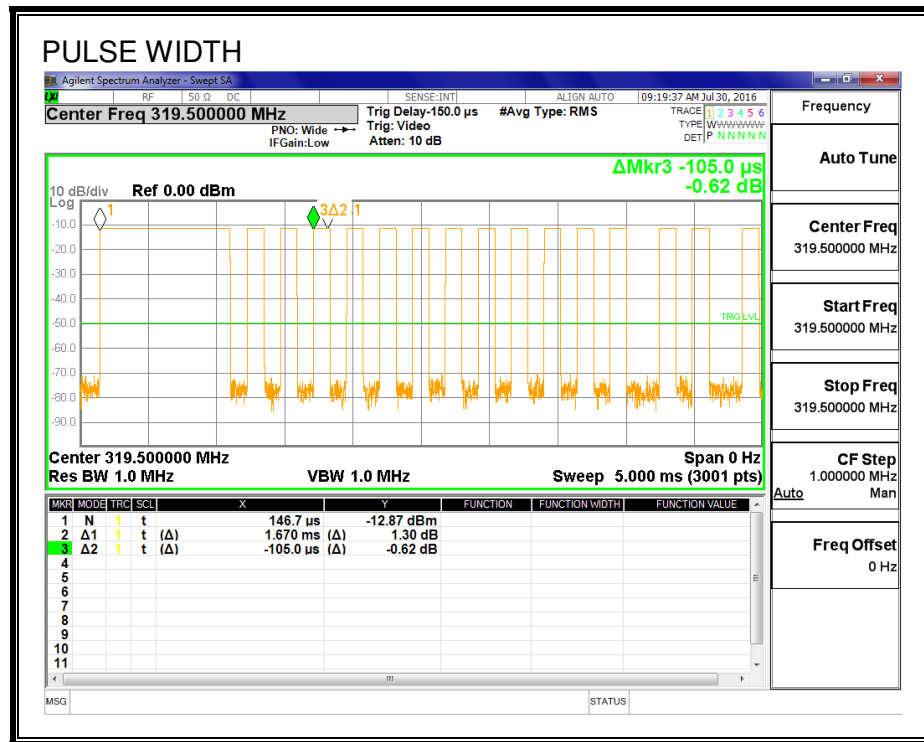 PULSE WIDTH
Agilent Spectrum Analyzer - Swept SA
LXI RF 50 Ω DC SENSE:INT ALIGN AUTO 09:19:37 AM Jul 30, 2016
Center Freq 319.500000 MHz
PNO: Wide
IFGain:Low
Trig Delay-150.0 µs
Trig: Video
Atten: 10 dB
#Avg Type: RMS
TRACE 1 2 3 4 5 6
TYPE WWWWWWW
DET P N N N N N
ΔMkr3 -105.0 µs
-0.62 dB
10 dB/div Ref 0.00 dBm
Log
1 3Δ2 1
-10.0
-20.0
-30.0
-40.0
-50.0
TRIG LVL
-60.0
-70.0
-80.0
-90.0
Center 319.500000 MHz Span 0 Hz
Res BW 1.0 MHz VBW 1.0 MHz Sweep 5.000 ms (3001 pts)
MKR MODE TRC SCL X Y FUNCTION FUNCTION WIDTH FUNCTION VALUE
1 N 1 t 146.7 µs -12.87 dBm
2 Δ1 1 t (Δ) 1.670 ms (Δ) 1.30 dB
3 Δ2 1 t (Δ) -105.0 µs (Δ) -0.62 dB
4
5
6
7
8
9
10
11
MSG STATUS
Frequency
Auto Tune
Center Freq
319.500000 MHz
Start Freq
319.500000 MHz
Stop Freq
319.500000 MHz
CF Step
1.000000 MHz
Auto Man
Freq Offset
0 Hz